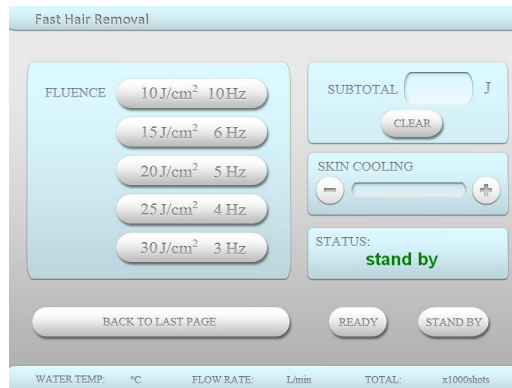 Fast Hair Removal
FLUENCE
10 J/cm² 10 Hz
15 J/cm² 6 Hz
20 J/cm² 5 Hz
25 J/cm² 4 Hz
30 J/cm² 3 Hz
SUBTOTAL J
CLEAR
SKIN COOLING
− +
STATUS:
stand by
BACK TO LAST PAGE
READY
STAND BY
WATER TEMP: °C FLOW RATE: L/min TOTAL: x1000shots